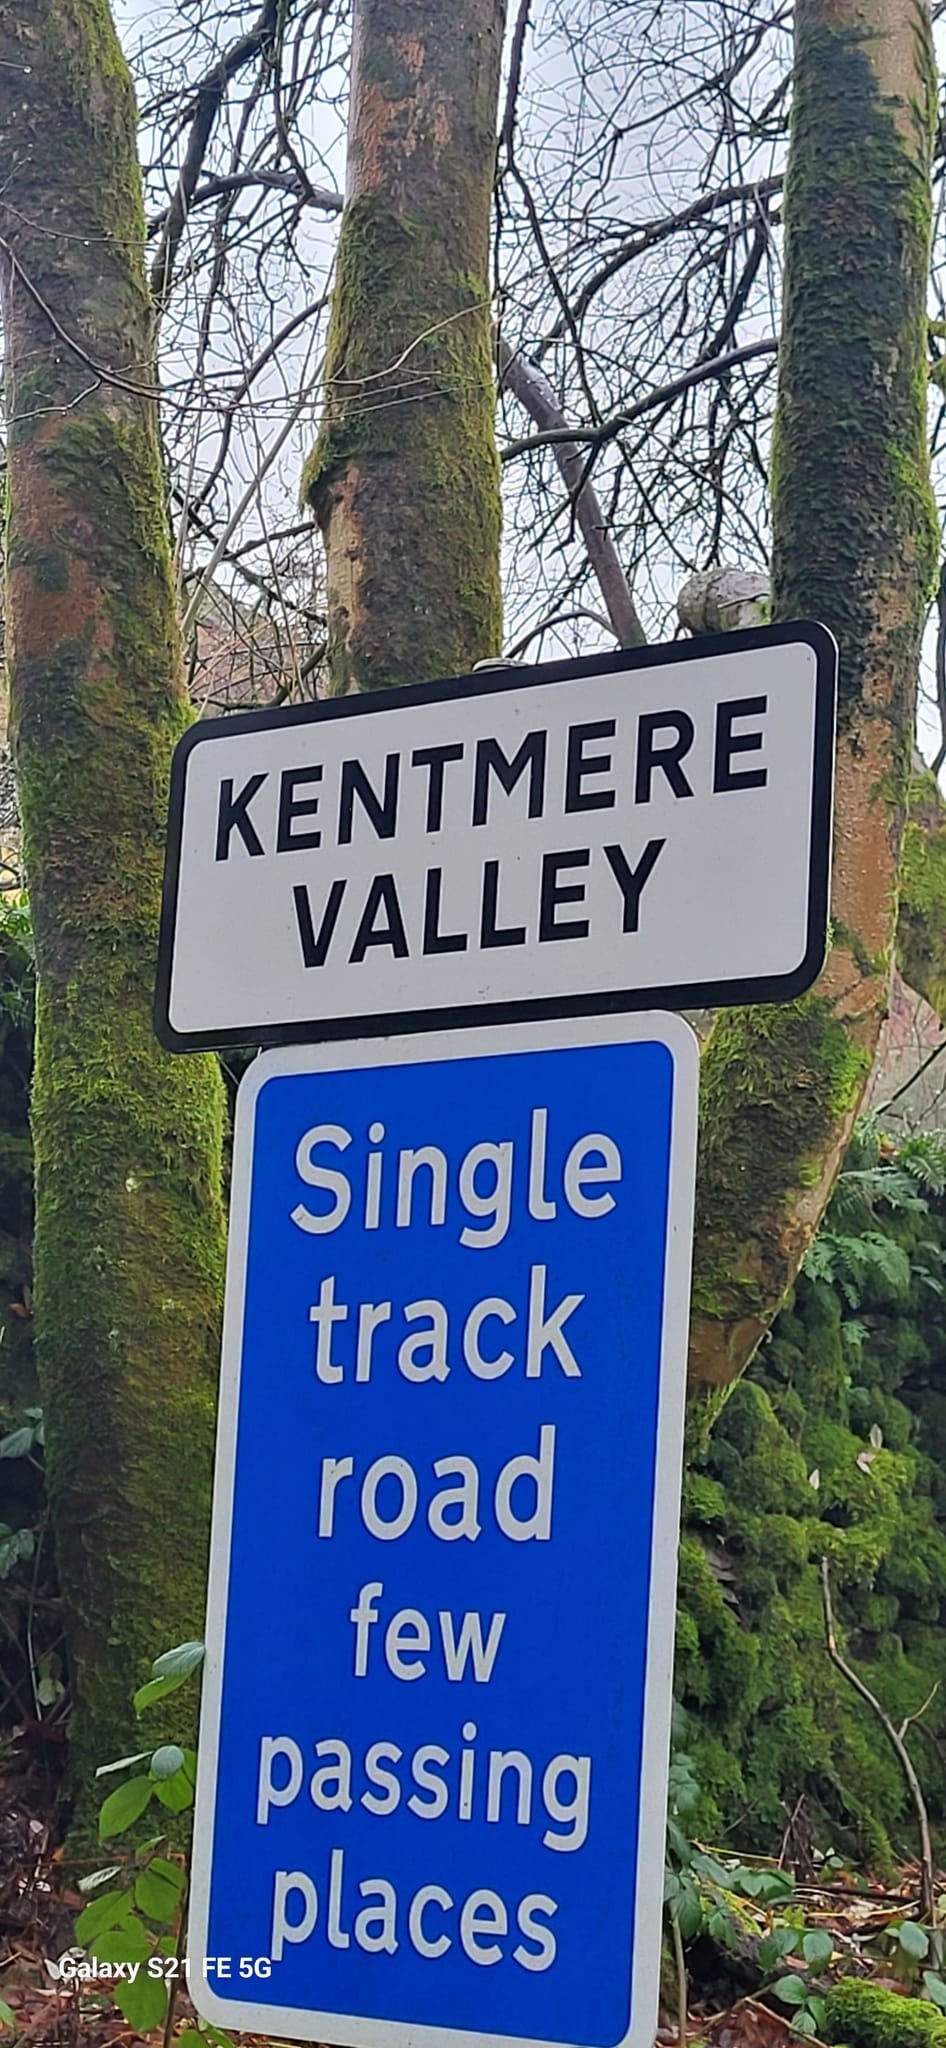 KENTMERE
VALLEY
Single
track
road
few
passing
places
Galaxy S21 FE 5G